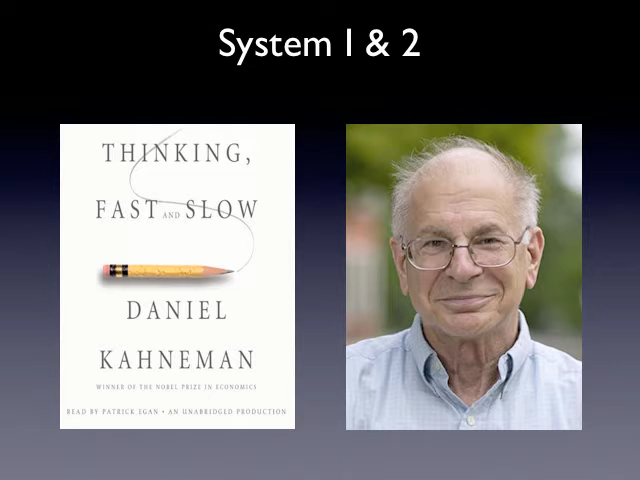 System 1 & 2
THINKING,
FAST AND SLOW
DANIEL
KAHNEMAN
WINNER OF THE NOBEL PRIZE IN ECONOMICS
READ BY PATRICK EGAN • AN UNABRIDGED PRODUCTION